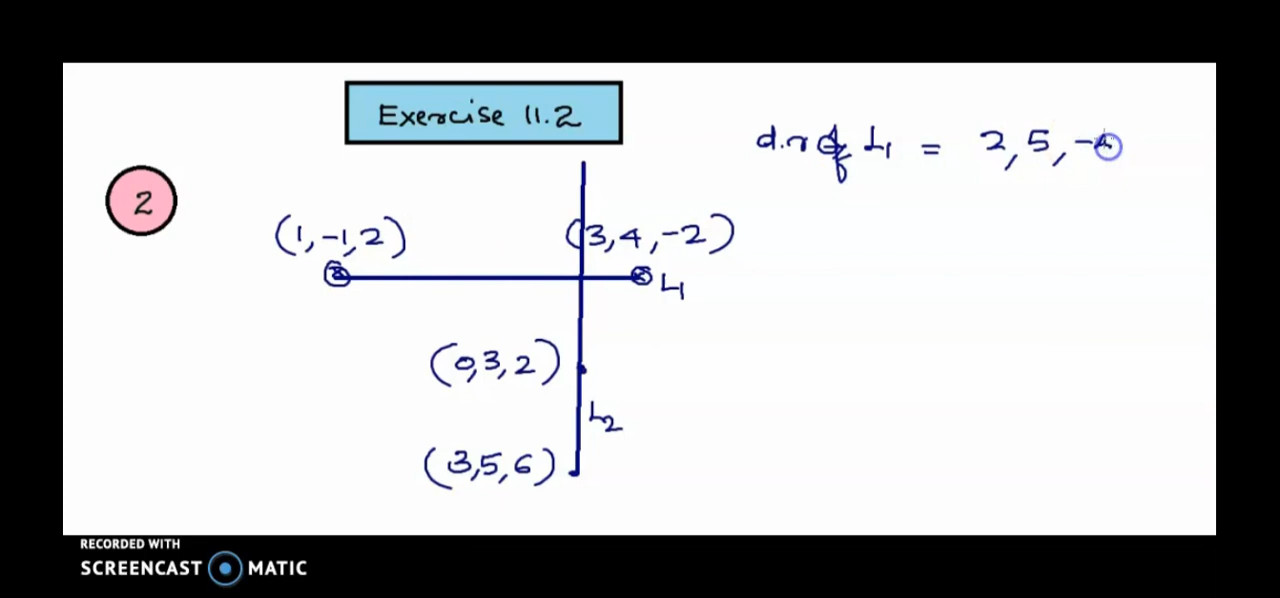 Exercise 11.2
d.r of L1 = 2, 5, -4
2
(1, -1, 2)
(3, 4, -2)
L1
(0, 3, 2)
L2
(3, 5, 6)
RECORDED WITH
SCREENCAST MATIC